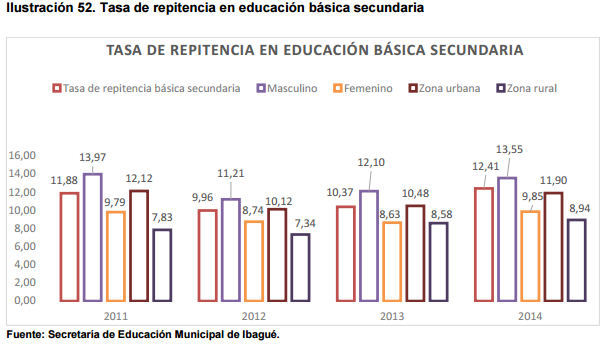 Ilustración 52. Tasa de repitencia en educación básica secundaria
TASA DE REPITENCIA EN EDUCACIÓN BÁSICA SECUNDARIA
Tasa de repitencia básica secundaria Masculino Femenino Zona urbana Zona rural
16,00
14,00
12,00
10,00
8,00
6,00
4,00
2,00
0,00
11,88 13,97 9,79 12,12 7,83
9,96 11,21 8,74 10,12 7,34
10,37 12,10 8,63 10,48 8,58
12,41 13,55 9,85 11,90 8,94
2011 2012 2013 2014
Fuente: Secretaría de Educación Municipal de Ibagué.